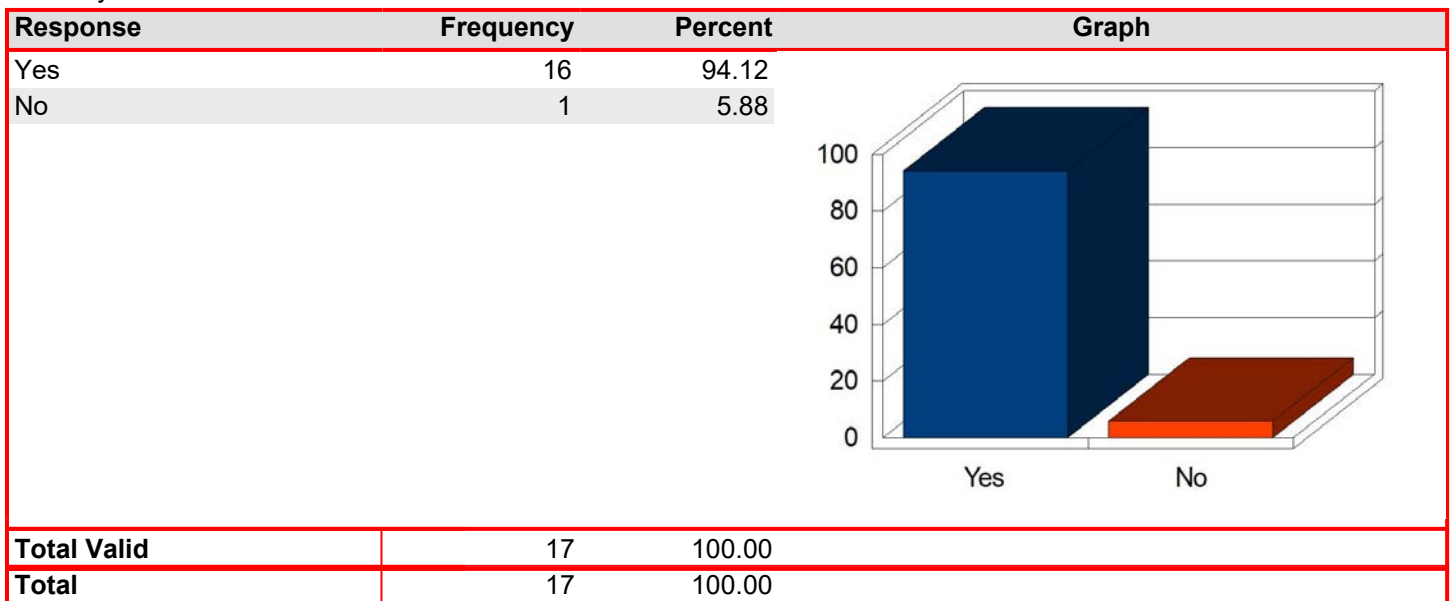 Response Frequency Percent Graph
Yes 16 94.12
No 1 5.88
100
80
60
40
20
0
Yes No
Total Valid 17 100.00
Total 17 100.00